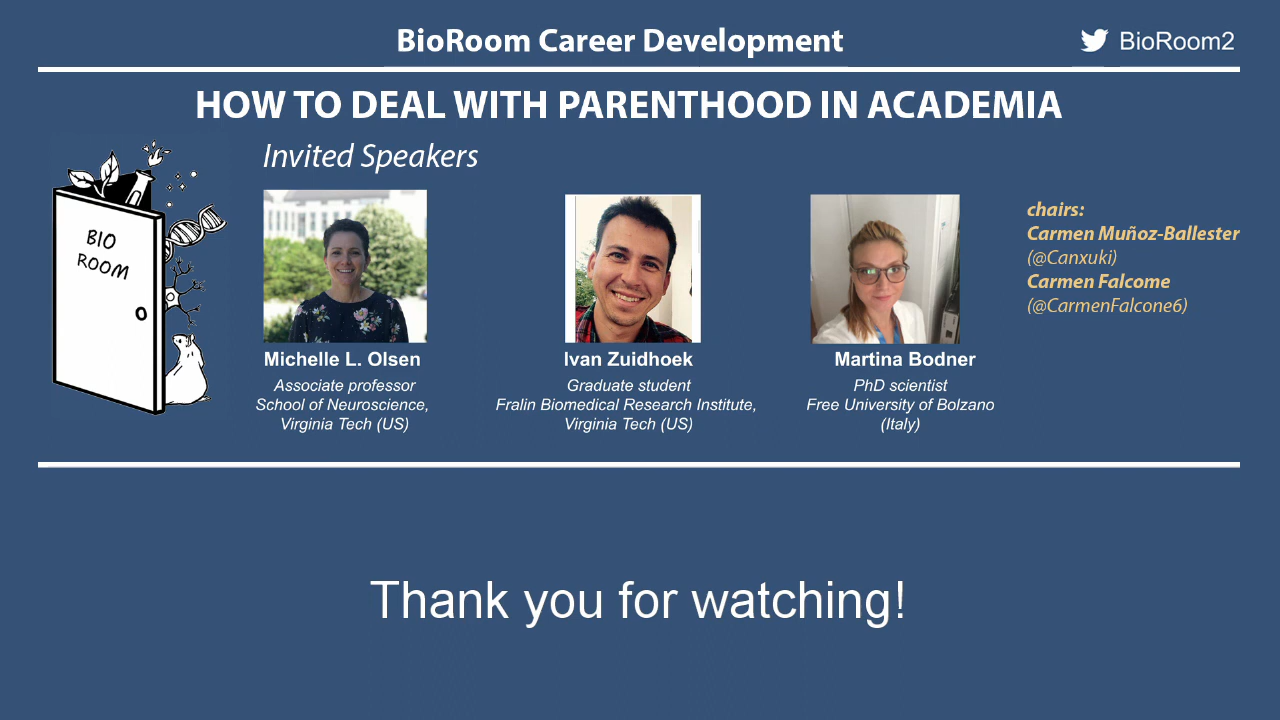 BioRoom Career Development
BioRoom2
HOW TO DEAL WITH PARENTHOOD IN ACADEMIA
Invited Speakers
BIO
ROOM
Michelle L. Olsen
Associate professor
School of Neuroscience,
Virginia Tech (US)
Ivan Zuidhoek
Graduate student
Fralin Biomedical Research Institute,
Virginia Tech (US)
Martina Bodner
PhD scientist
Free University of Bolzano
(Italy)
chairs:
Carmen Muñoz-Ballester
(@Canxuki)
Carmen Falcome
(@CarmenFalcone6)
Thank you for watching!